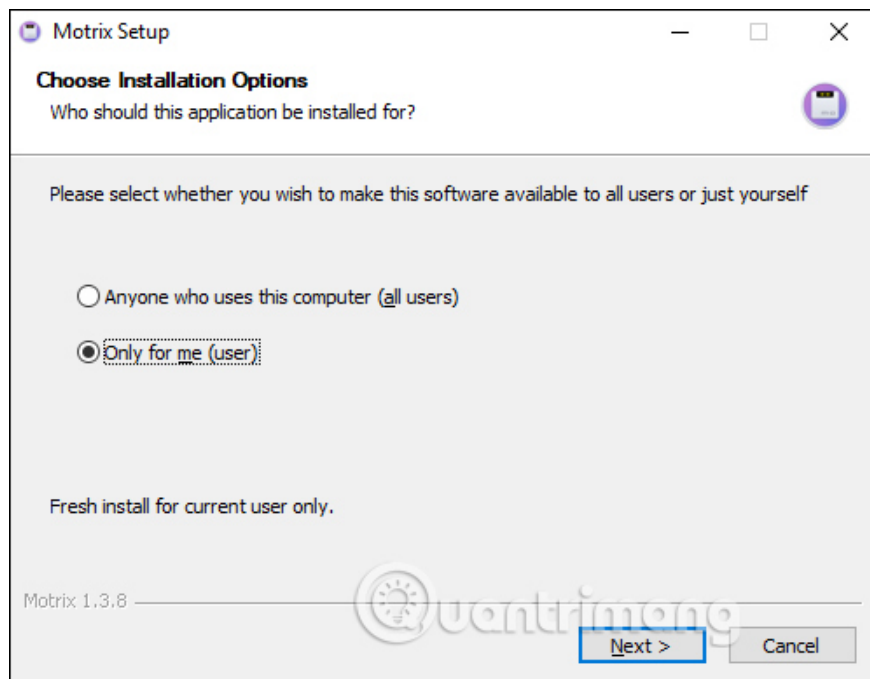 Motrix Setup
Choose Installation Options
Who should this application be installed for?
Please select whether you wish to make this software available to all users or just yourself
Anyone who uses this computer (all users)
Only for me (user)
Fresh install for current user only.
Motrix 1.3.8
Quantrimang
Next >
Cancel